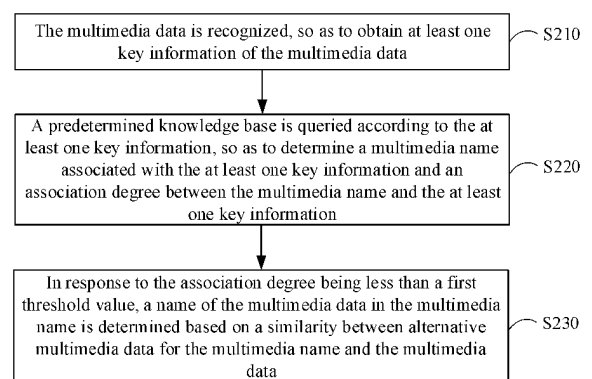 The multimedia data is recognized, so as to obtain at least one
key information of the multimedia data
S210
A predetermined knowledge base is queried according to the at
least one key information, so as to determine a multimedia name
associated with the at least one key information and an
association degree between the multimedia name and the at least
one key information
S220
In response to the association degree being less than a first
threshold value, a name of the multimedia data in the multimedia
name is determined based on a similarity between alternative
multimedia data for the multimedia name and the multimedia
data
S230